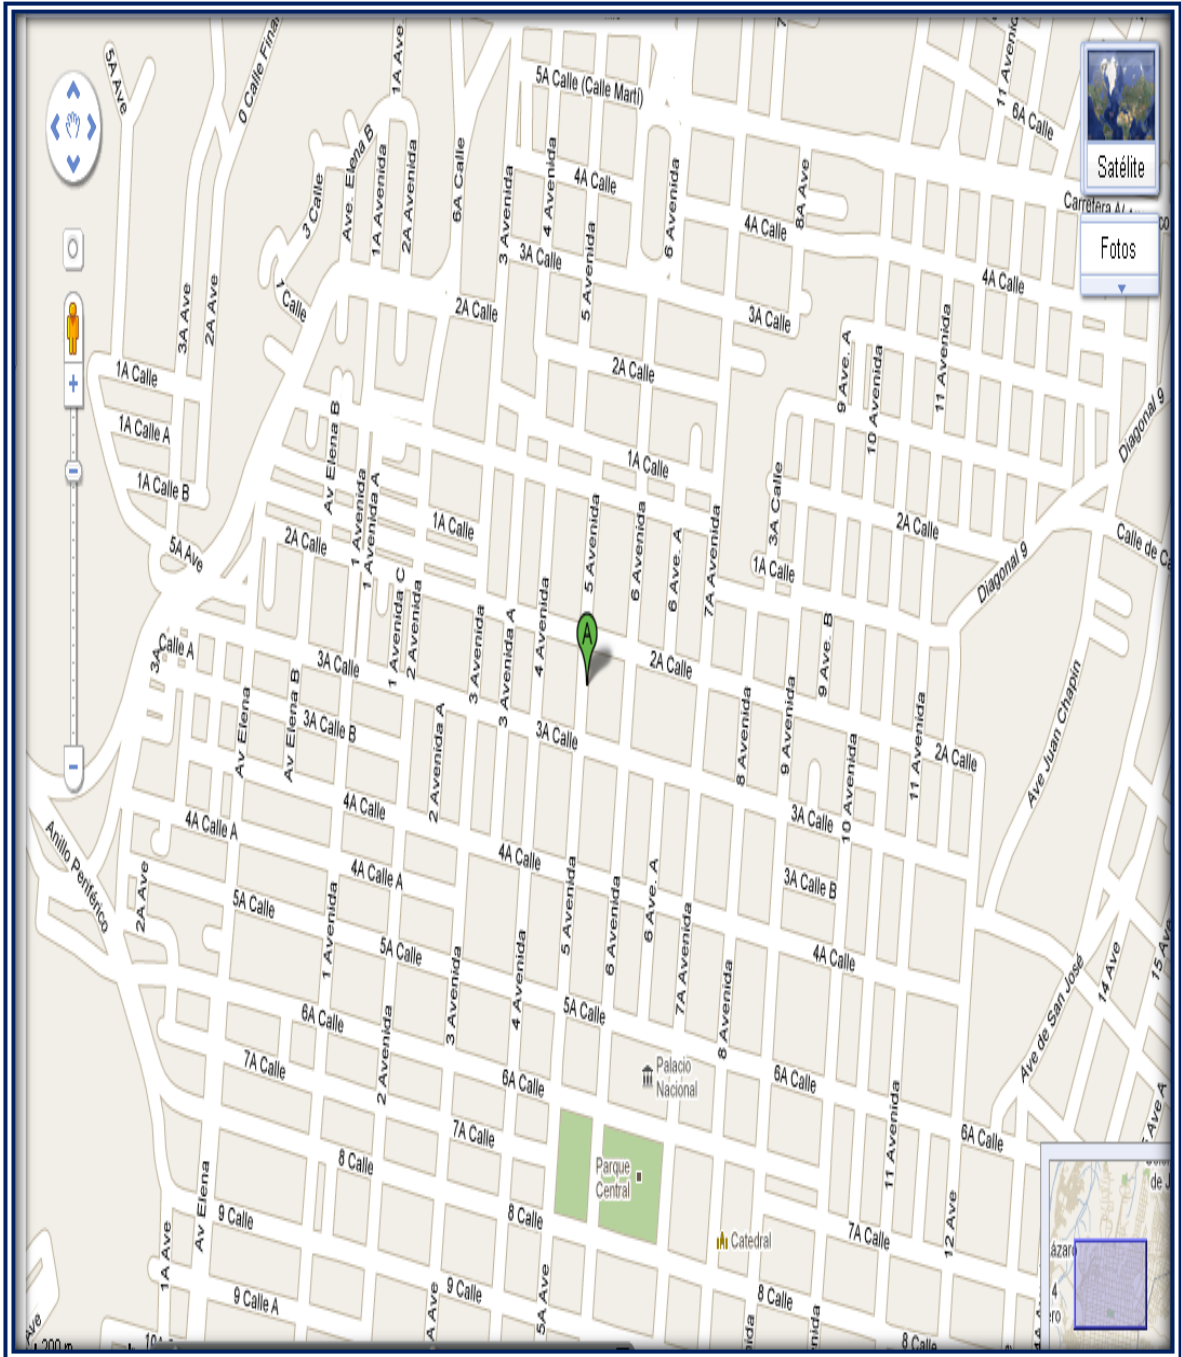 5A Ave
0 Calle Final
1A Ave
5A Calle (Calle Martí)
11 Avenid
6A Calle
Satélite
Fotos
3 Calle
Ave. Elena B
1A Avenida
2A Avenida
6A Calle
3 Avenida
4 Avenida
4A Calle
5 Avenida
6 Avenida
8A Ave
4A Calle
3A Calle
4A Calle
1 Calle
2A Calle
3A Calle
3A Ave
2A Ave
1A Calle
1A Calle A
1A Calle B
2A Calle
9 Ave. A
10 Avenida
11 Avenida
Diagonal 9
Av Elena B
1 Avenida
1 Avenida A
1A Calle
1A Calle
3A Calle
2A Calle
5A Ave
2A Calle
5 Avenida
6 Avenida
6 Ave. A
7A Avenida
1A Calle
Diagonal 9
Calle de Ca
A
3A
Calle A
3A Calle
1 Avenida C
2 Avenida
3 Avenida
3 Avenida A
4 Avenida
2A Calle
9 Ave. B
Av Elena
Av Elena B
3A Calle B
2 Avenida A
3A Calle
8 Avenida
9 Avenida
10 Avenida
11 Avenida
2A Calle
Ave Juan Chapin
4A Calle
4A Calle A
4A Calle
3A Calle
Anillo Periférico
2A Ave
5A Calle
4A Calle A
3A Calle B
1 Avenida
5A Calle
3 Avenida
4 Avenida
5 Avenida
6 Avenida
6 Ave. A
7A Avenida
8 Avenida
4A Calle
14 Ave
15 Ave
Ave de San José
6A Calle
5A Calle
2 Avenida
7A Calle
6A Calle
Palacio
Nacional
6A Calle
11 Avenida
6A Calle
7A Calle
8 Calle
Parque
Central
Av Elena
9 Calle
8 Calle
Catedral
7A Calle
12 Ave
1A Ave
9 Calle A
A Ave
9 Calle
5A Ave
8 Calle
8 Calle